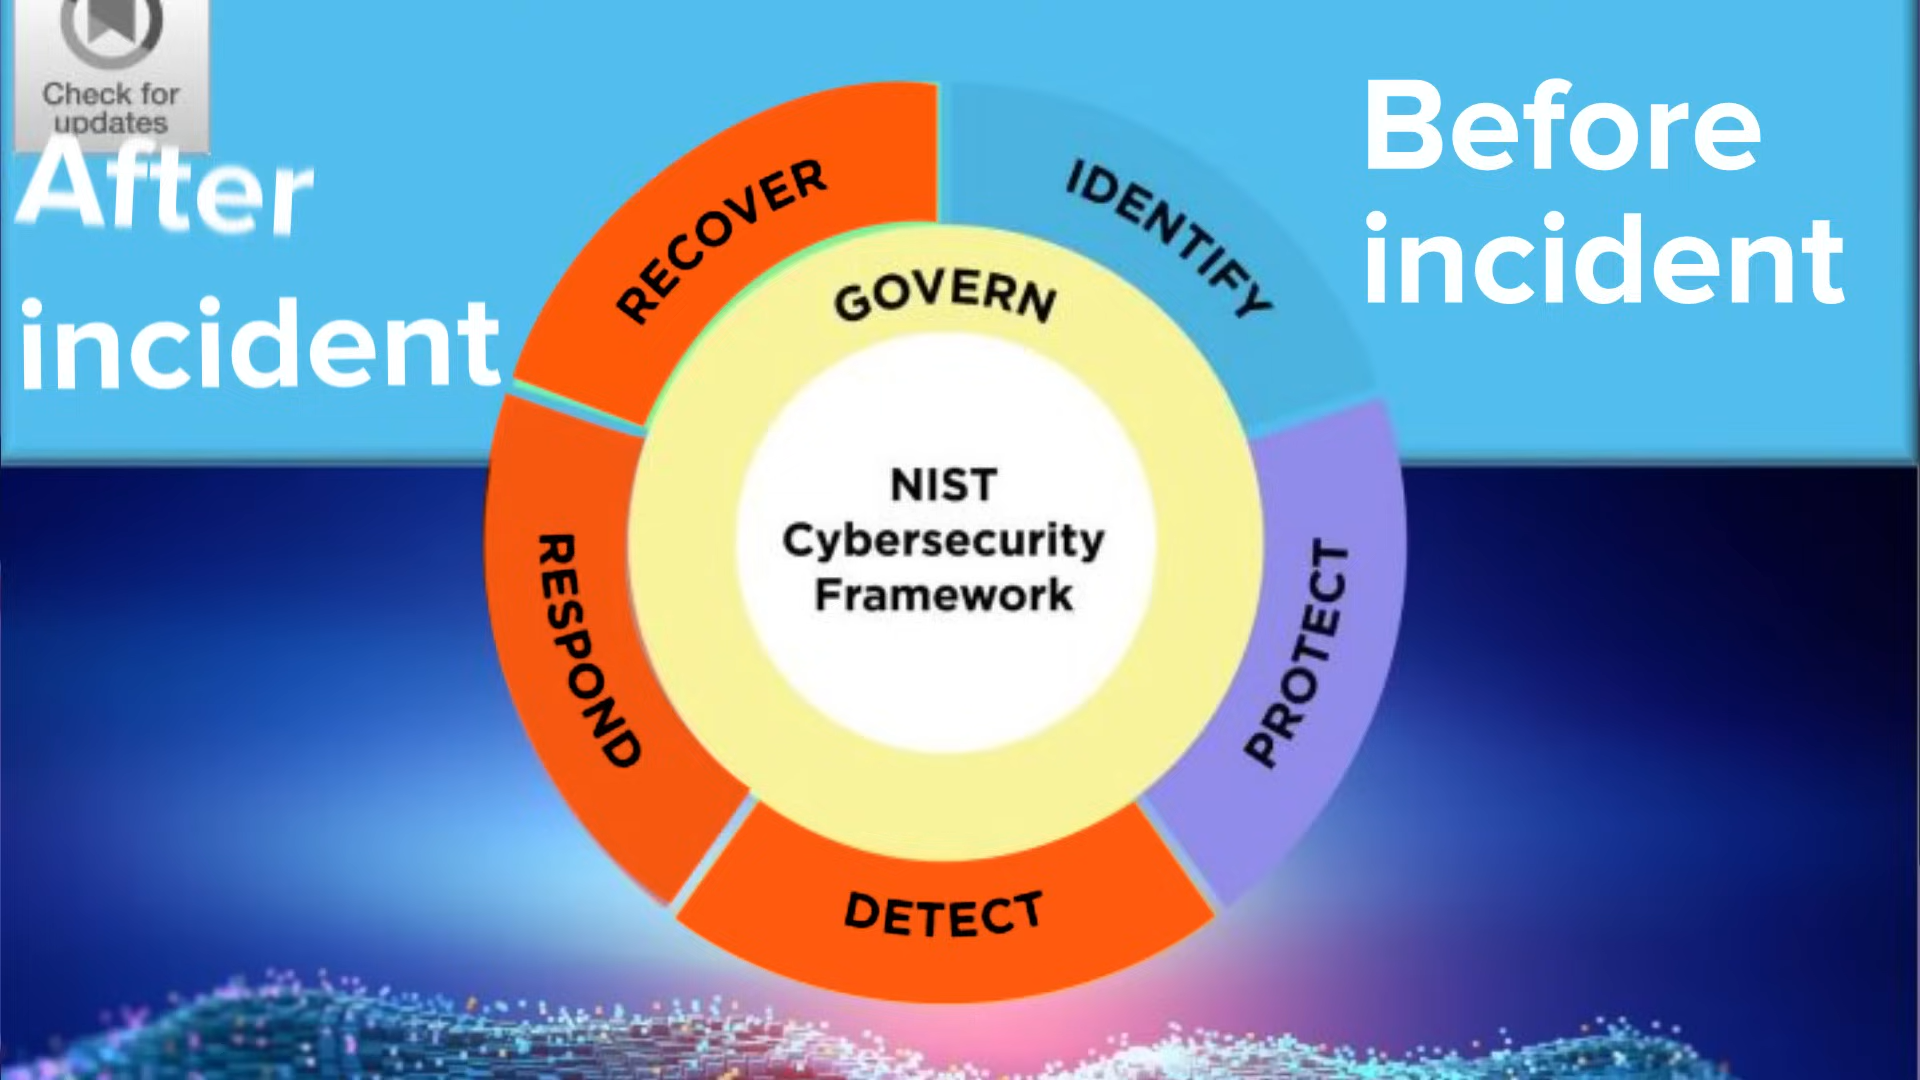 Check for
updates
After
incident
Before
incident
RECOVER
IDENTIFY
GOVERN
NIST
Cybersecurity
Framework
RESPOND
PROTECT
DETECT